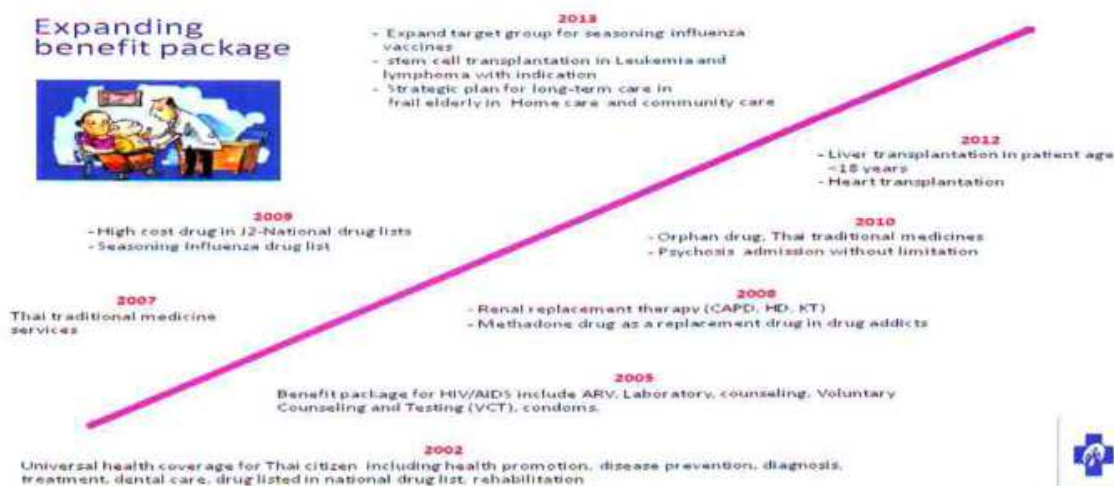 Expanding
benefit package
2013
- Expand target group for seasoning influenza
vaccines
- stem cell transplantation in Leukemia and
lymphoma with indication
- Strategic plan for long-term care in
frail elderly in Home care and community care
2012
- Liver transplantation in patient age
<18 years
- Heart transplantation
2009
- High cost drug in J2-National drug lists
- Seasoning Influenza drug list
2010
- Orphan drug, Thai traditional medicines
- Psychosis admission without limitation
2007
Thai traditional medicine
services
2008
- Renal replacement therapy (CAPD, HD, KT)
- Methadone drug as a replacement drug in drug addicts
2005
Benefit package for HIV/AIDS include ARV, Laboratory, counseling, Voluntary
Counseling and Testing (VCT), condoms,
2002
Universal health coverage for Thai citizen including health promotion, disease prevention, diagnosis,
treatment, dental care, drug listed in national drug list, rehabilitation